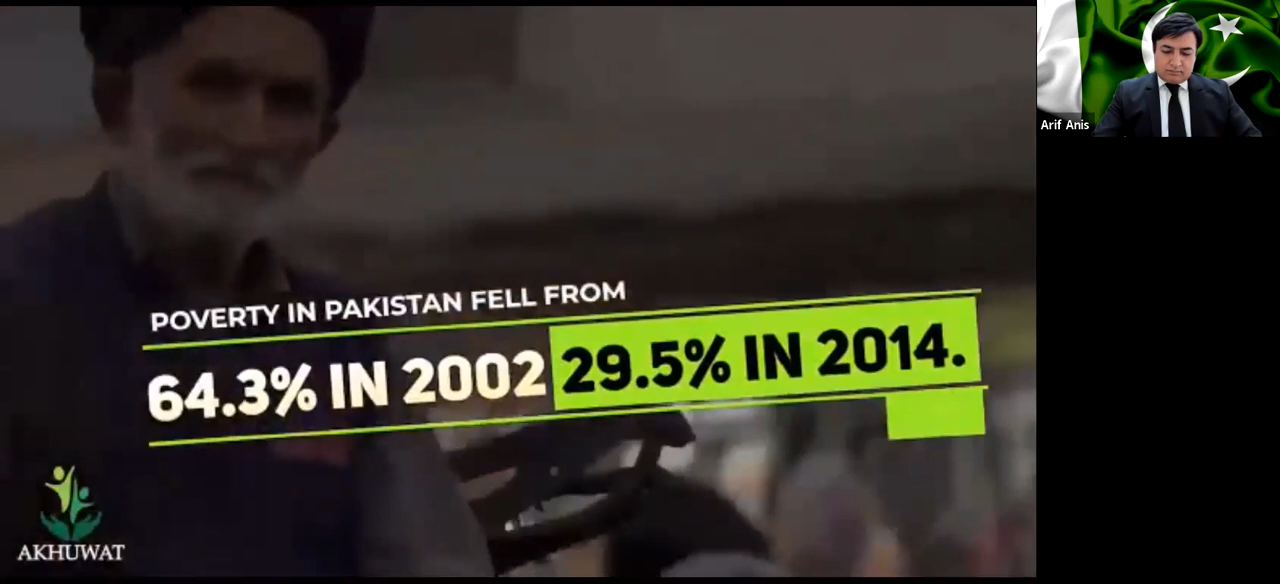 POVERTY IN PAKISTAN FELL FROM
64.3% IN 2002 29.5% IN 2014.
AKHUWAT
Arif Anis